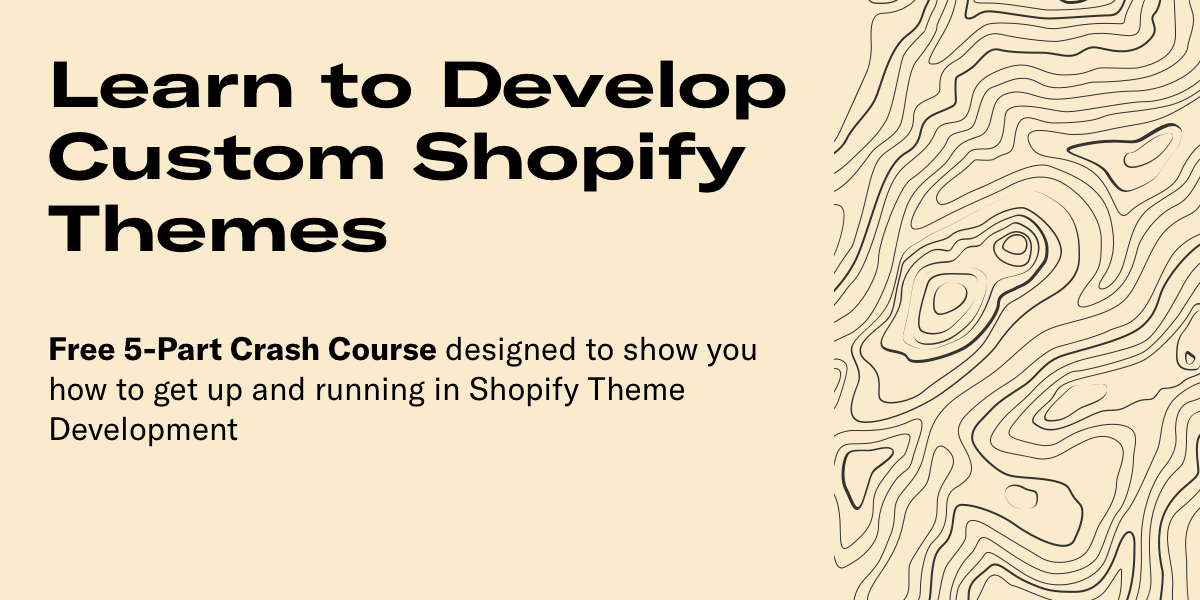 Learn to Develop
Custom Shopify
Themes
Free 5-Part Crash Course designed to show you
how to get up and running in Shopify Theme
Development